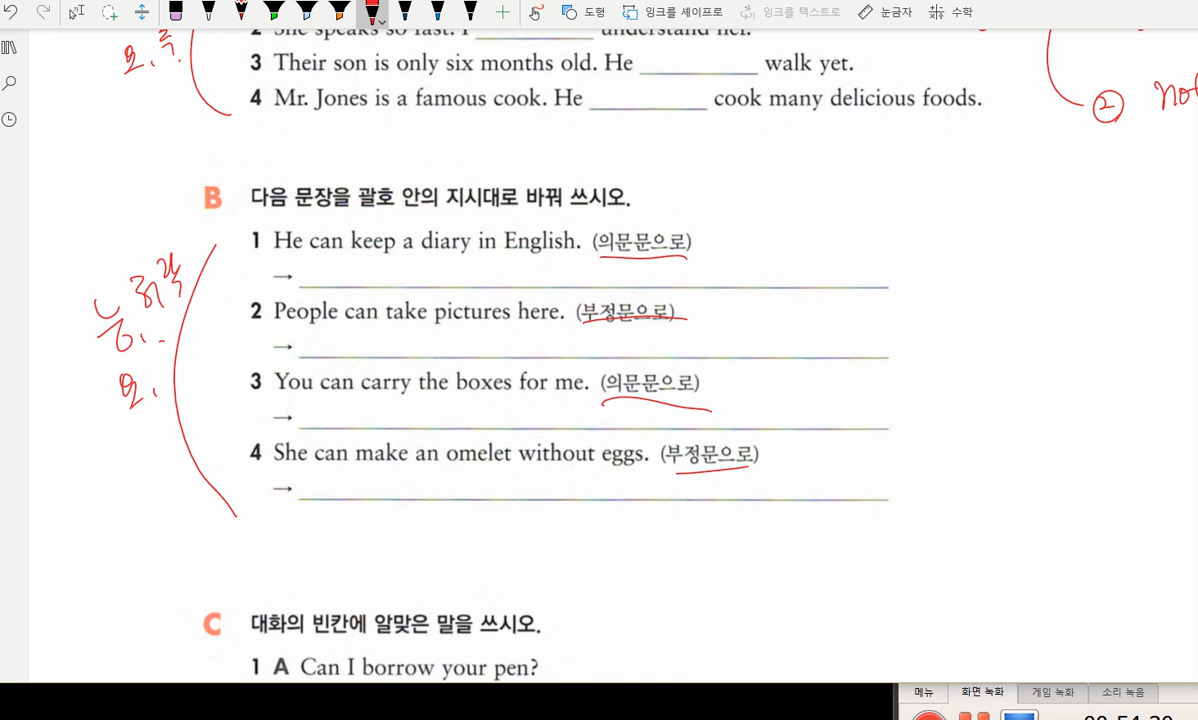 도형 잉크를 셰이프로 잉크를 텍스트로 눈금자 수학
2 She speaks so fast. I __________ understand her.
3 Their son is only six months old. He __________ walk yet.
4 Mr. Jones is a famous cook. He __________ cook many delicious foods.
② not
B 다음 문장을 괄호 안의 지시대로 바꿔 쓰시오.
1 He can keep a diary in English. (의문문으로)
→
2 People can take pictures here. (부정문으로)
→
3 You can carry the boxes for me. (의문문으로)
→
4 She can make an omelet without eggs. (부정문으로)
→
C 대화의 빈칸에 알맞은 말을 쓰시오.
1 A Can I borrow your pen?
메뉴 화면 녹화 게임 녹화 소리 녹음